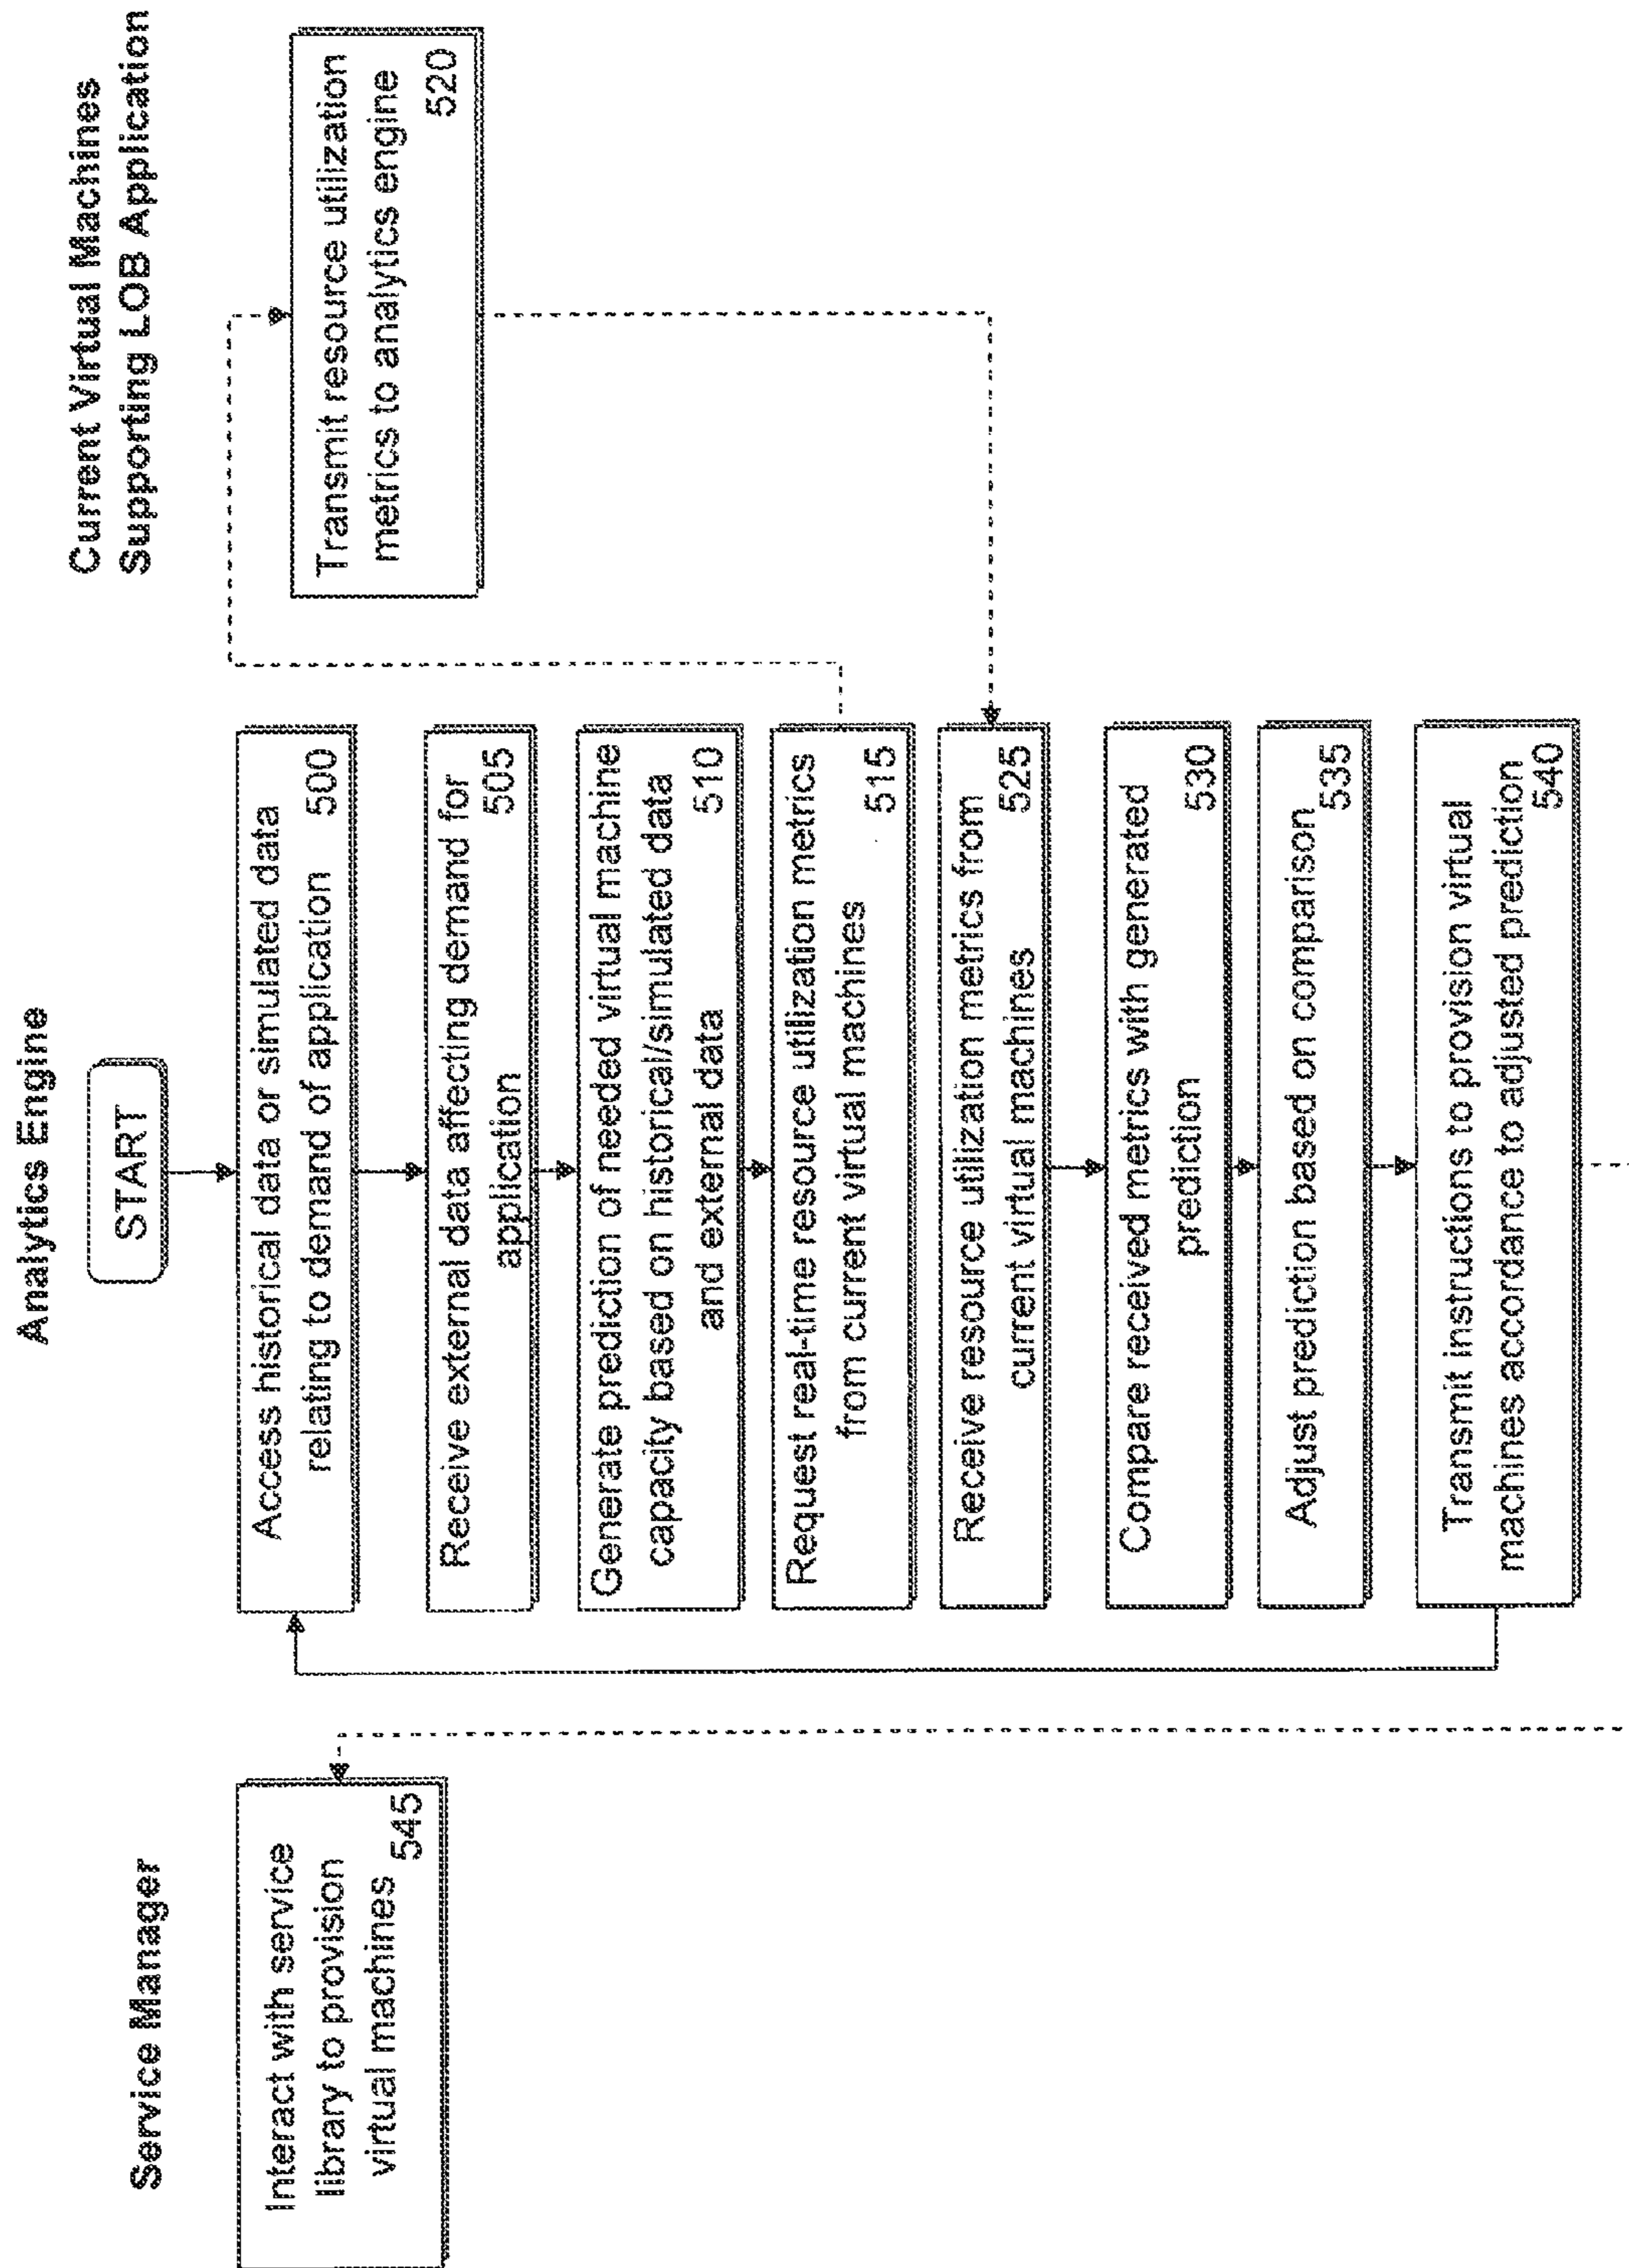 Service Manager
Interact with service
library to provision
virtual machines 545
Analytics Engine
START
Access historical data or simulated data
relating to demand of application 500
Receive external data affecting demand for
application 505
Generate prediction of needed virtual machine
capacity based on historical/simulated data
and external data 510
Request real-time resource utilization metrics
from current virtual machines 515
Receive resource utilization metrics from
current virtual machines 525
Compare received metrics with generated
prediction 530
Adjust prediction based on comparison
535
Transmit instructions to provision virtual
machines accordance to adjusted prediction
540
Current Virtual Machines
Supporting LOB Application
Transmit resource utilization
metrics to analytics engine
520